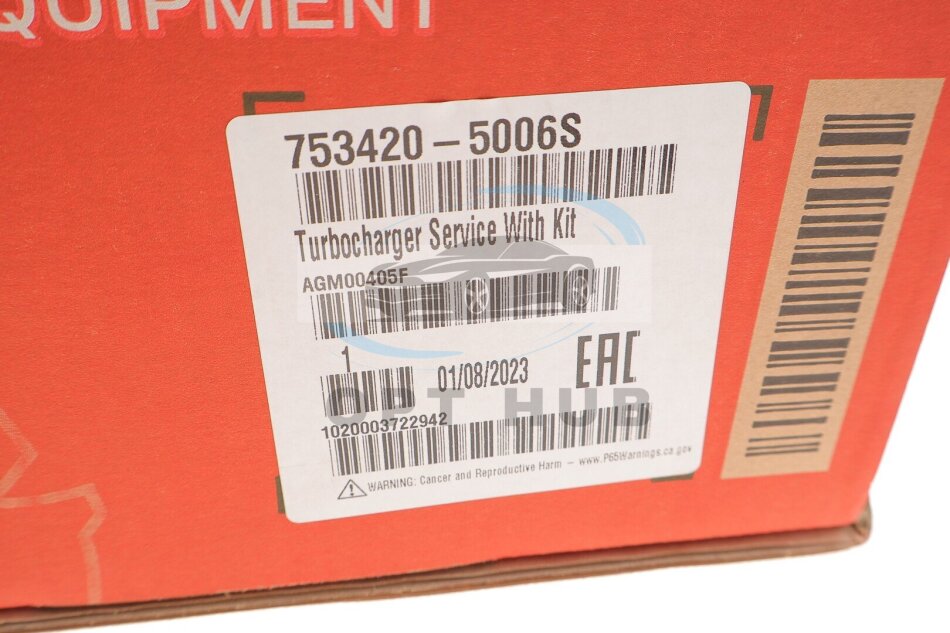 QUIPMENT
753420 – 5006S
Turbocharger Service With Kit
AGM00405F
1
01/08/2023
EAC
OPT HUB
1020003722942
WARNING: Cancer and Reproductive Harm – www.P65Warnings.ca.gov